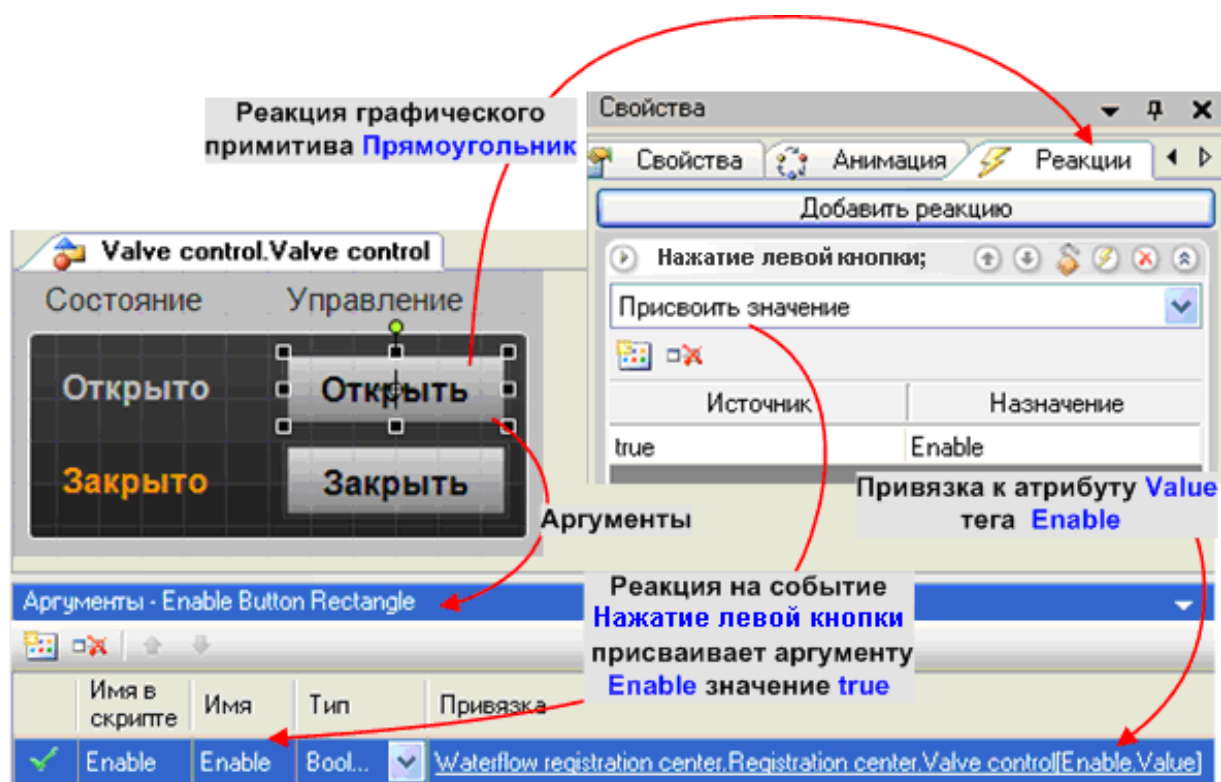 Реакция графического
примитива Прямоугольник
Свойства
Свойства Анимация Реакции
Добавить реакцию
Нажатие левой кнопки;
Присвоить значение
Источник Назначение
true Enable
Valve control.Valve control
Состояние Управление
Открыто Открыть
Закрыто Закрыть
Аргументы
Привязка к атрибуту Value
тега Enable
Реакция на событие
Нажатие левой кнопки
присваивает аргументу
Enable значение true
Аргументы - Enable Button Rectangle
Имя в
скрипте Имя Тип Привязка
Enable Enable Bool... Waterflow registration center.Registration center.Valve control[Enable.Value]